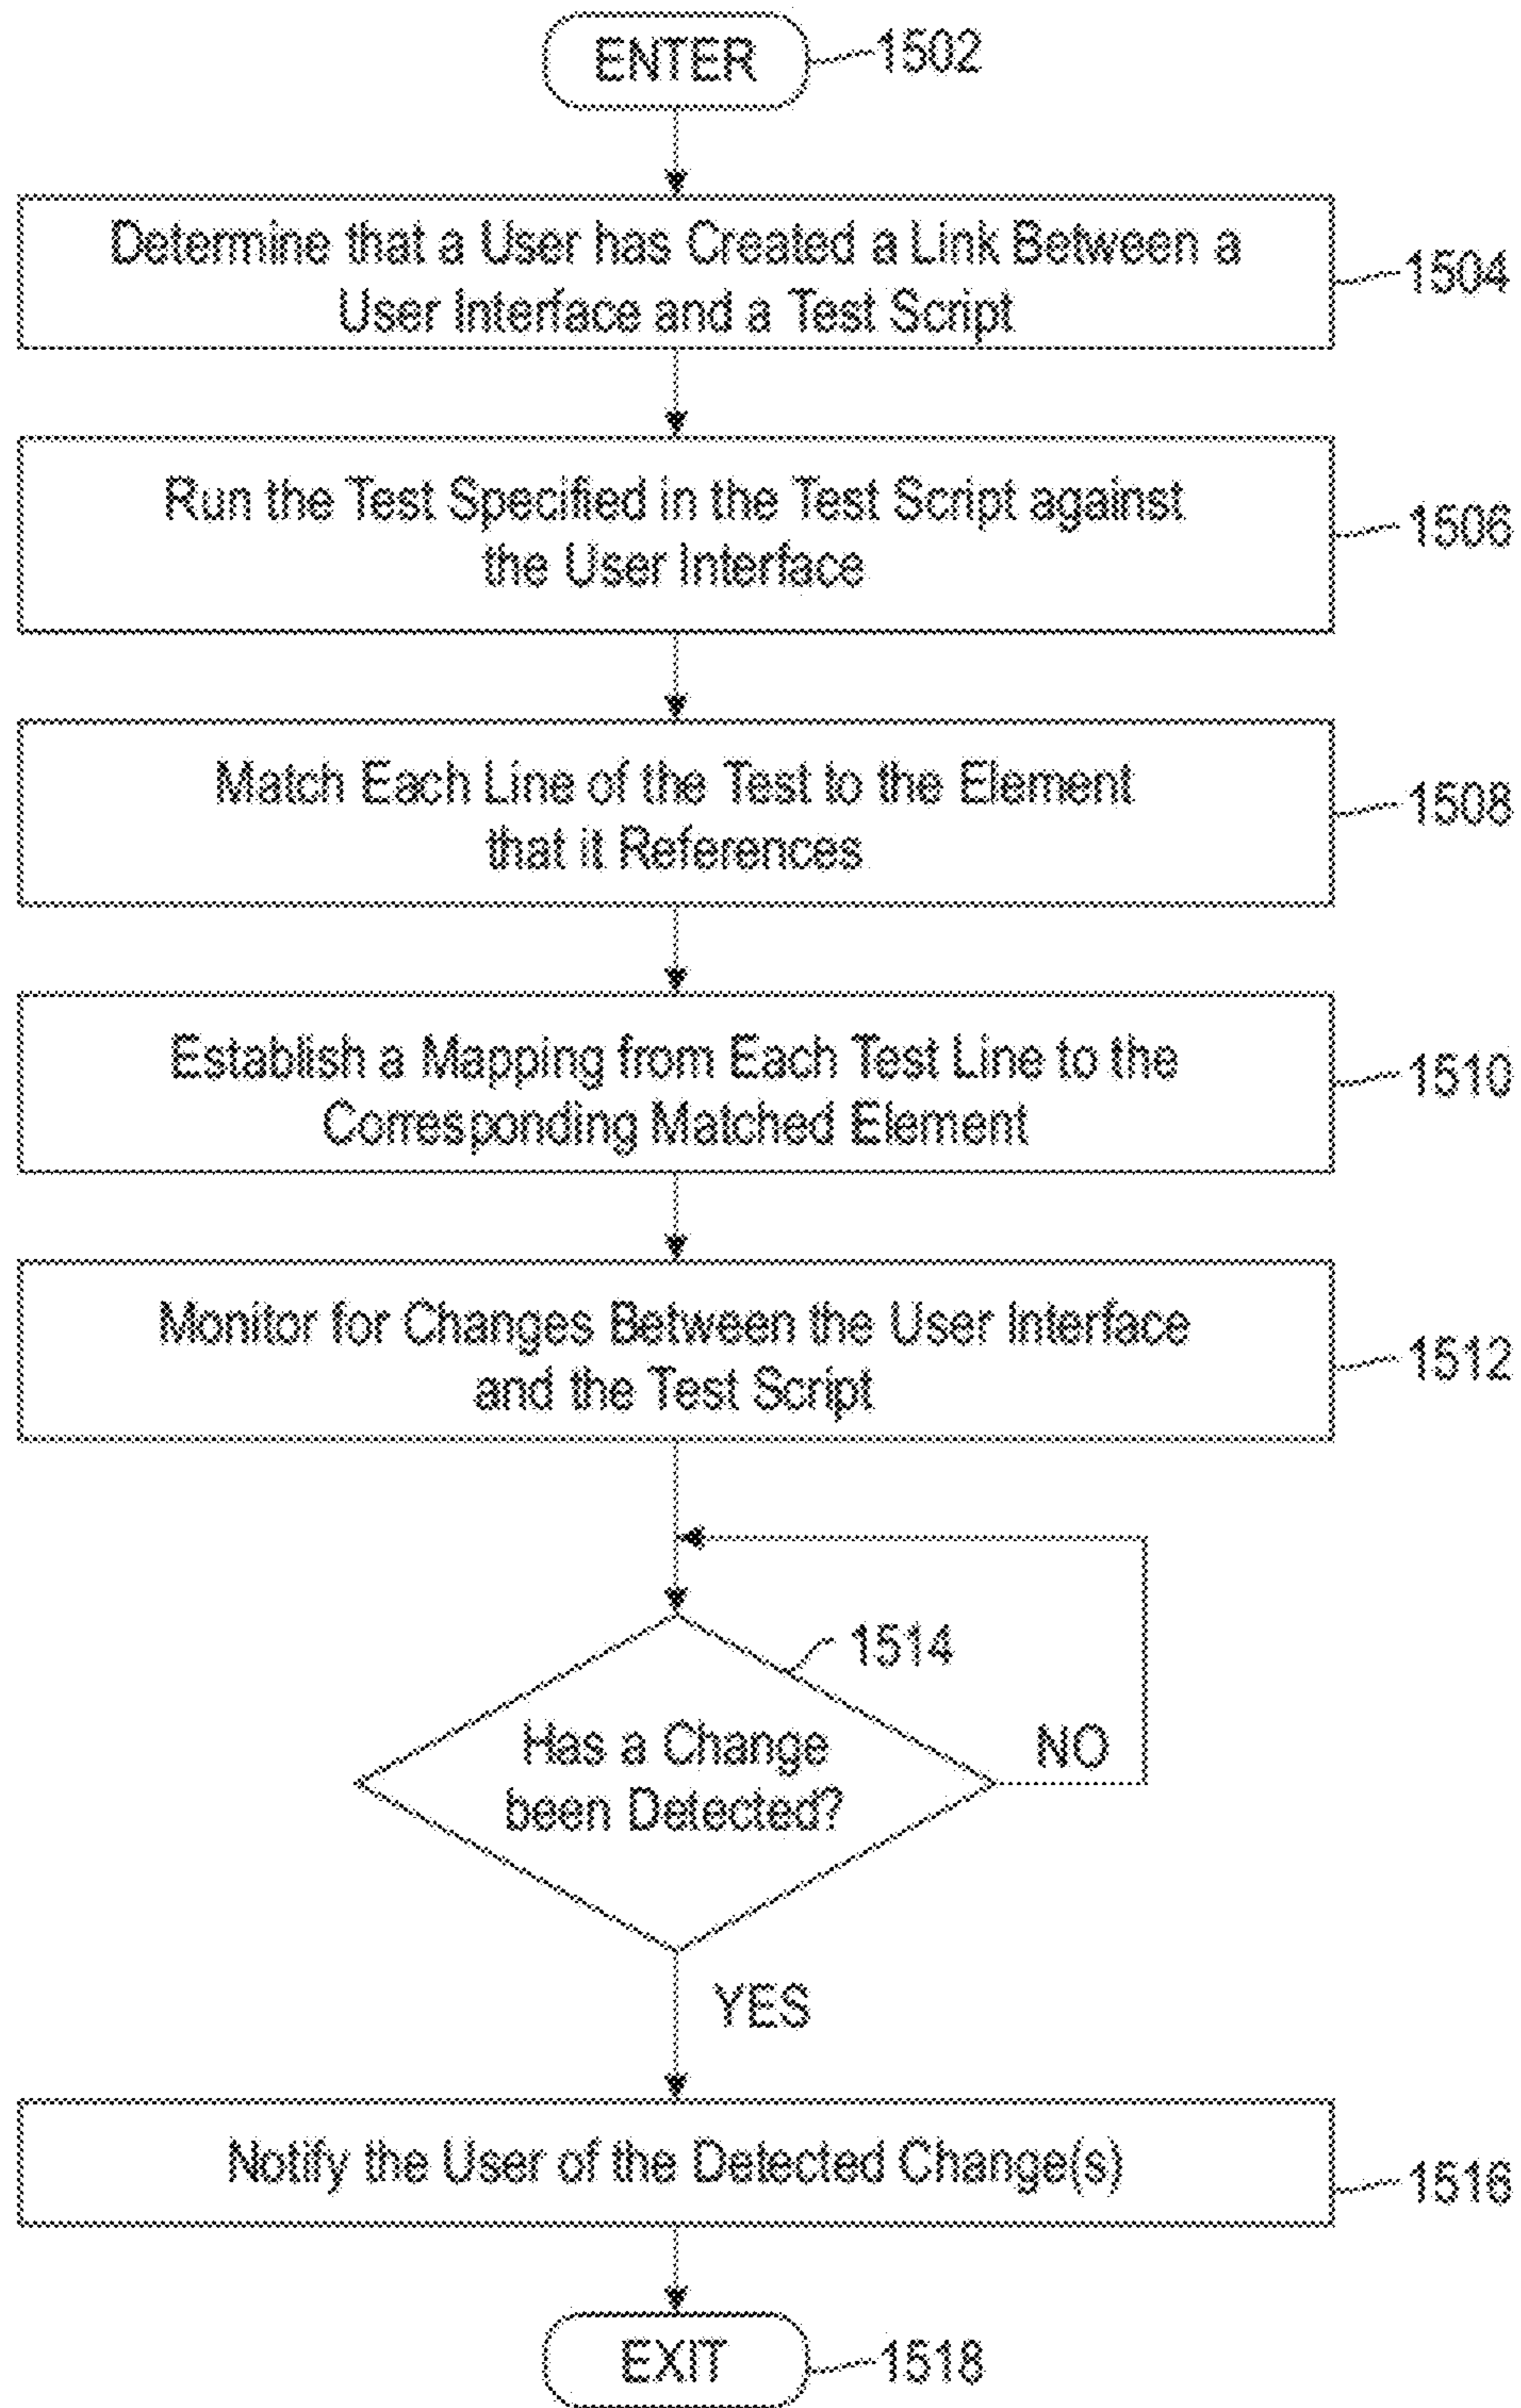 ENTER
1502
Determine that a User has Created a Link Between a
User Interface and a Test Script
1504
Run the Test Specified in the Test Script against
the User Interface
1506
Match Each Line of the Test to the Element
that it References
1508
Establish a Mapping from Each Test Line to the
Corresponding Matched Element
1510
Monitor for Changes Between the User Interface
and the Test Script
1512
1514
Has a Change
been Detected?
NO
YES
Notify the User of the Detected Change(s)
1516
EXIT
1518